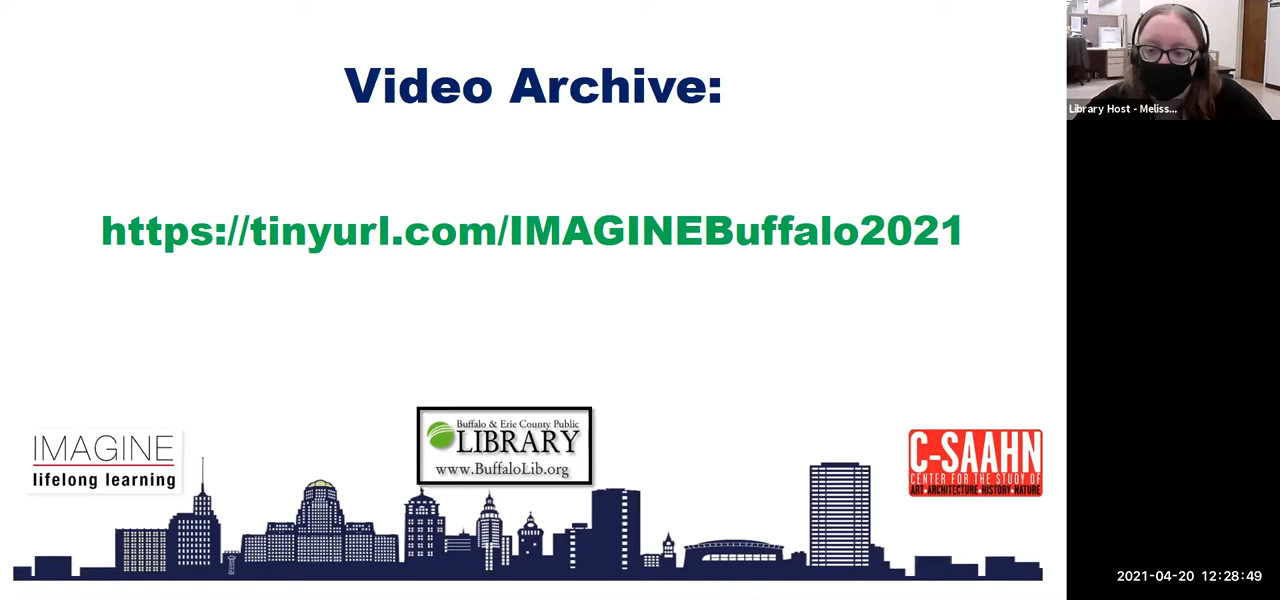 Video Archive:
https://tinyurl.com/IMAGINEBuffalo2021
IMAGINE
lifelong learning
Buffalo & Erie County Public
LIBRARY
www.BuffaloLib.org
C-SAAHN
CENTER FOR THE STUDY OF
ART·ARCHITECTURE·HISTORY·NATURE
Library Host - Meliss...
2021-04-20 12:28:49